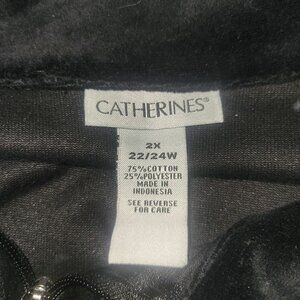 CATHERINES®
2X
22/24W
75%COTTON
25%POLYESTER
MADE IN
INDONESIA
SEE REVERSE
FOR CARE